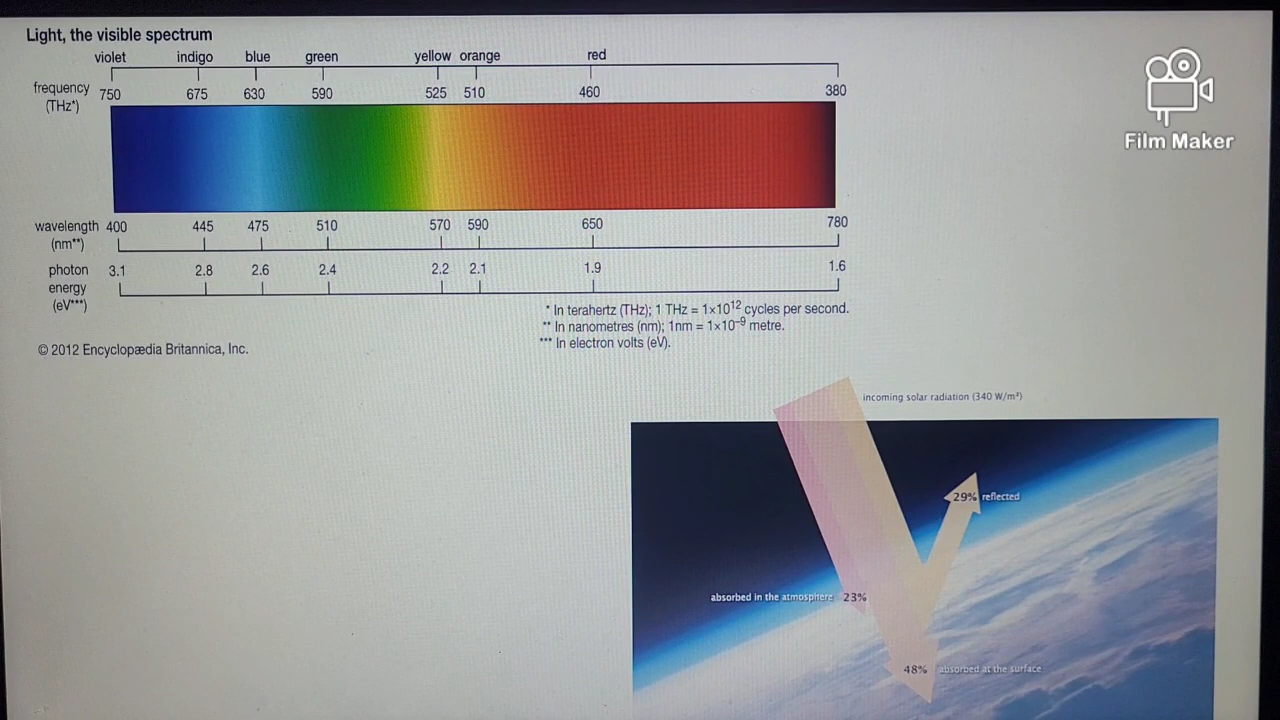 Light, the visible spectrum
violet indigo blue green yellow orange red
frequency (THz*) 750 675 630 590 525 510 460 380
wavelength (nm**) 400 445 475 510 570 590 650 780
photon energy (eV***) 3.1 2.8 2.6 2.4 2.2 2.1 1.9 1.6
* In terahertz (THz); 1 THz = 1×10¹² cycles per second.
** In nanometres (nm); 1nm = 1×10⁻⁹ metre.
*** In electron volts (eV).
© 2012 Encyclopædia Britannica, Inc.
Film Maker
incoming solar radiation (340 W/m²)
29% reflected
absorbed in the atmosphere 23%
48% absorbed at the surface